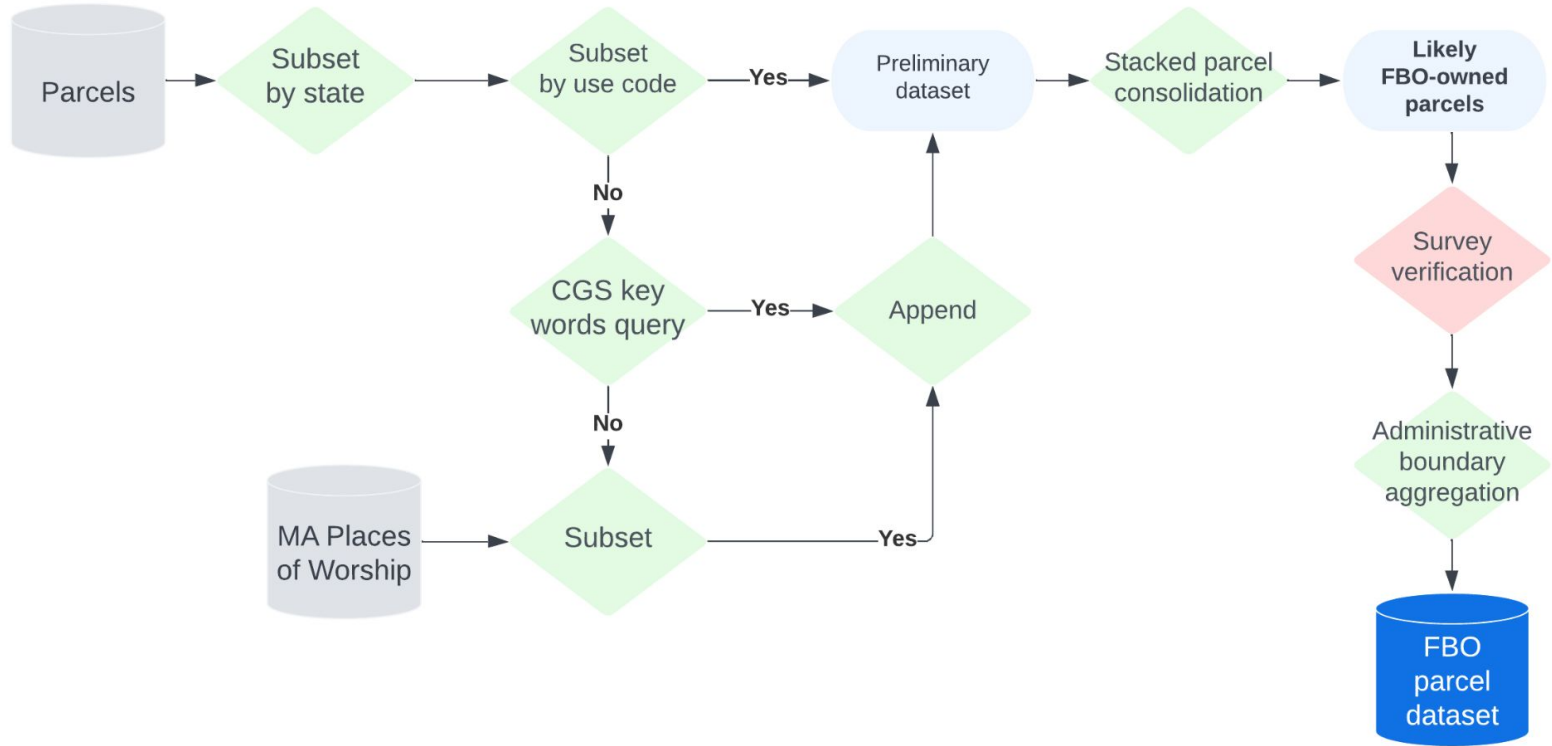 Parcels
Subset
by state
Subset
by use code
Yes
Preliminary
dataset
Stacked parcel
consolidation
Likely
FBO-owned
parcels
No
CGS key
words query
Yes
Append
Survey
verification
No
MA Places
of Worship
Subset
Yes
Administrative
boundary
aggregation
FBO
parcel
dataset